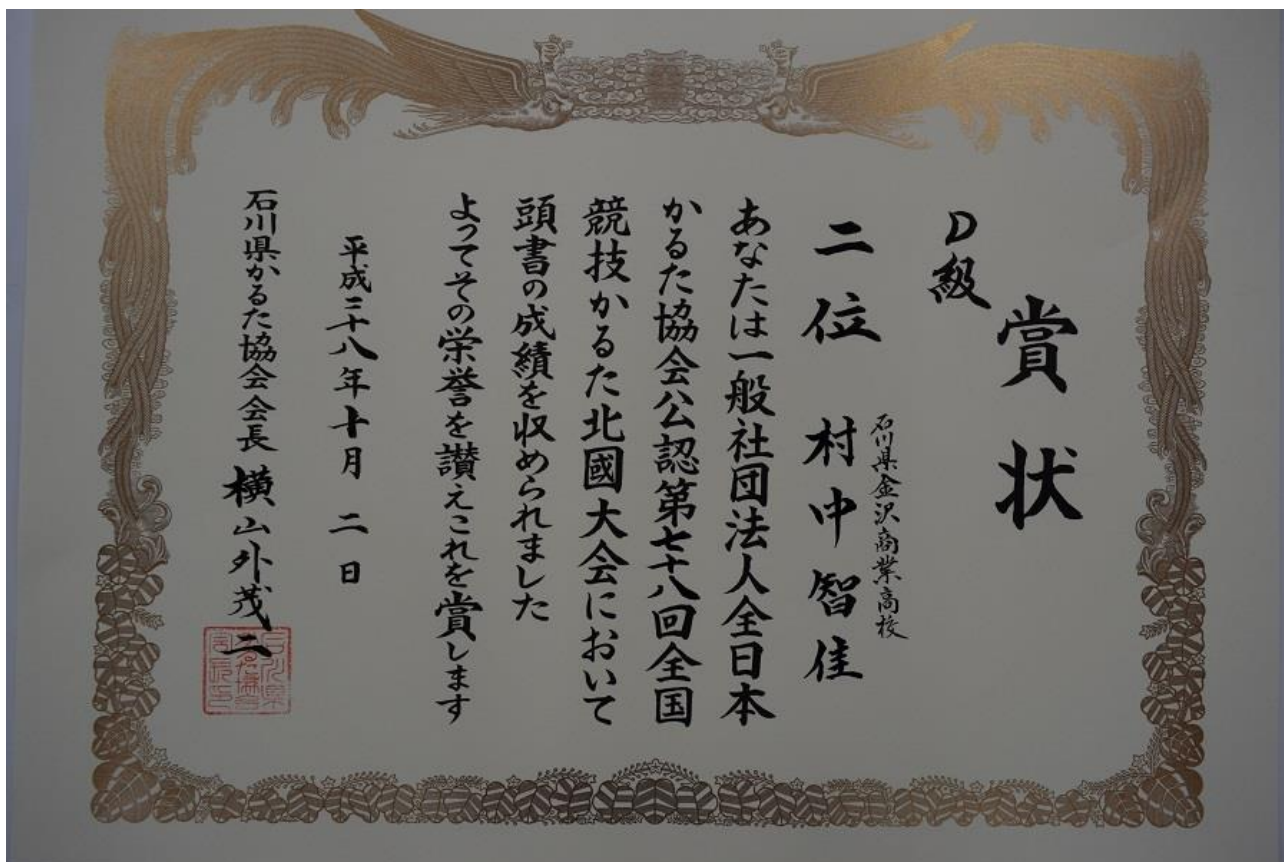 賞状
D級
石川県金沢商業高校
二位 村中智佳
あなたは一般社団法人全日本
かるた協会公認第七十八回全国
競技かるた北國大会において
頭書の成績を収められました
よってその栄誉を讃えこれを賞します
平成二十八年十月二日
石川県かるた協会会長 横山外茂二